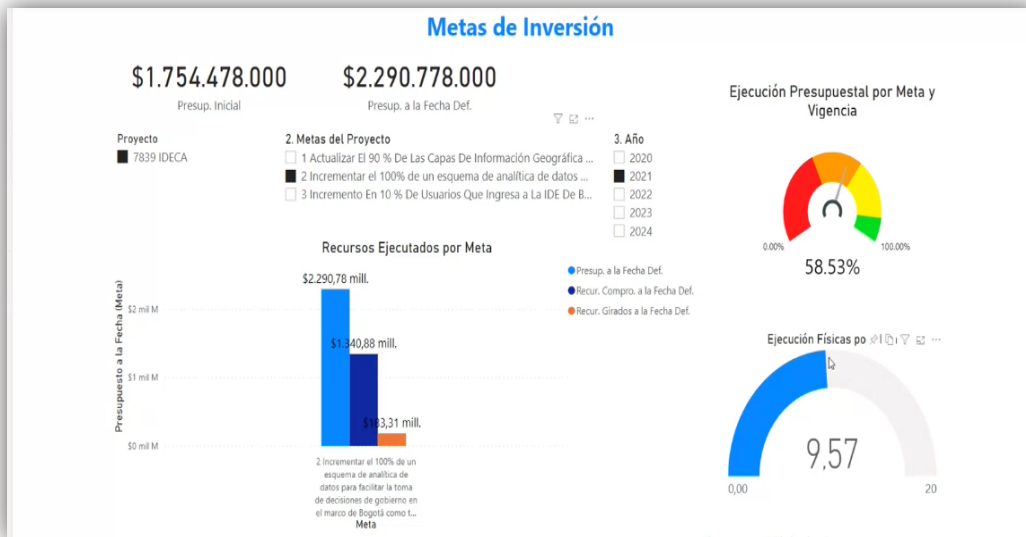 Metas de Inversión
$1.754.478.000
Presup. Inicial
$2.290.778.000
Presup. a la Fecha Def.
Proyecto
7839 IDECA
2. Metas del Proyecto
1 Actualizar El 90 % De Las Capas De Información Geográfica ...
2 Incrementar el 100% de un esquema de analítica de datos ...
3 Incremento En 10 % De Usuarios Que Ingresa a La IDE De B...
3. Año
2020
2021
2022
2023
2024
Ejecución Presupuestal por Meta y
Vigencia
0.00%
100.00%
58.53%
Recursos Ejecutados por Meta
Presup. a la Fecha Def.
Recur. Compro. a la Fecha Def.
Recur. Girados a la Fecha Def.
Presupuesto a la Fecha (Meta)
$2 mil M
$1 mil M
$0 mil M
$2.290,78 mill.
$1.340,88 mill.
$183,31 mill.
2 Incrementar el 100% de un
esquema de analítica de
datos para facilitar la toma
de decisiones de gobierno en
el marco de Bogotá como t...
Meta
Ejecución Físicas po
9,57
0,00
20